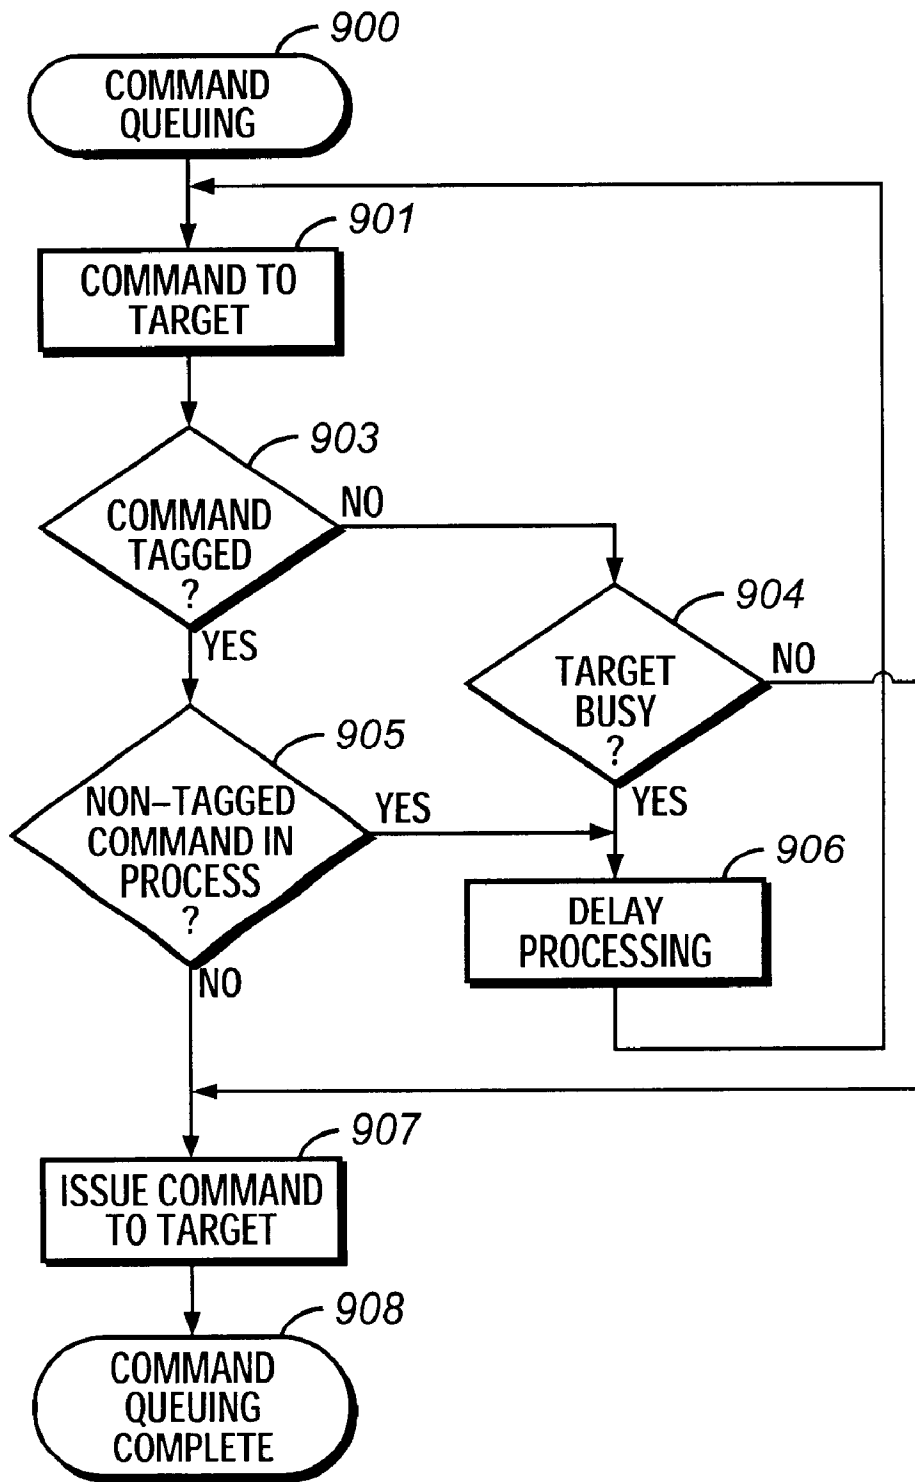 900
COMMAND
QUEUING
901
COMMAND TO
TARGET
903
COMMAND
TAGGED
?
NO
YES
904
TARGET
BUSY
?
NO
YES
905
NON–TAGGED
COMMAND IN
PROCESS
?
YES
NO
906
DELAY
PROCESSING
907
ISSUE COMMAND
TO TARGET
908
COMMAND
QUEUING
COMPLETE